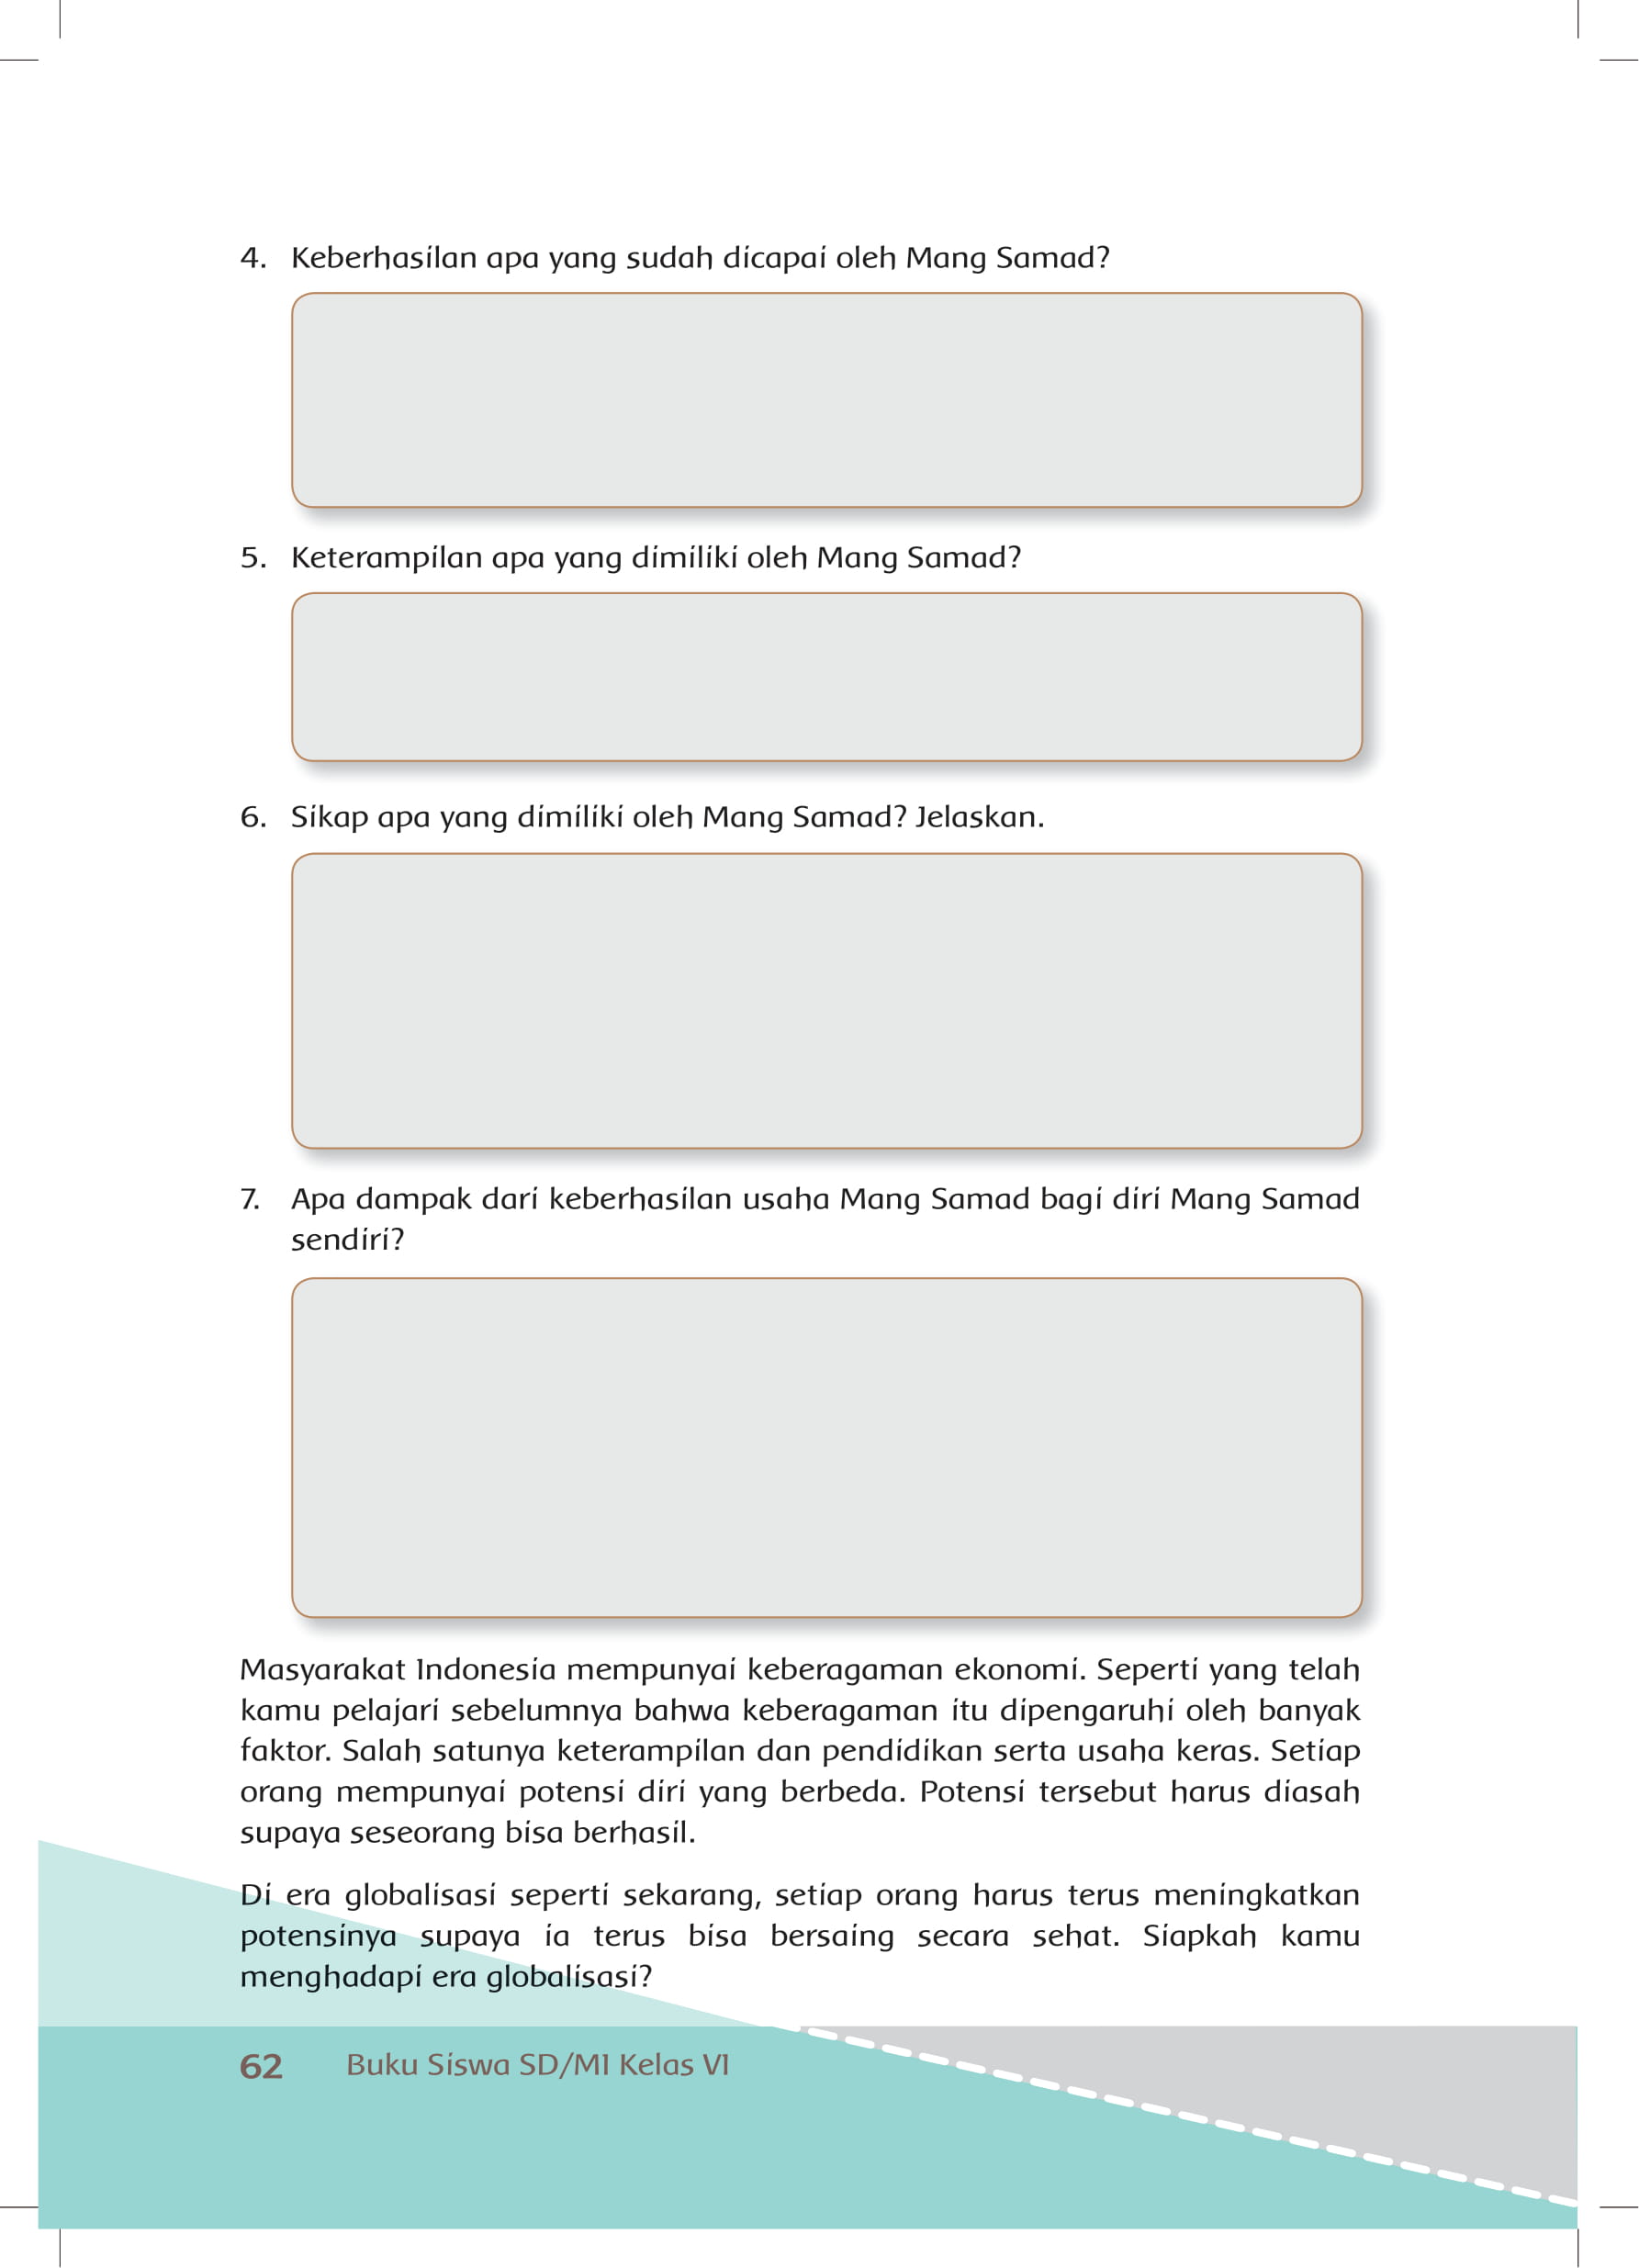 4. Keberhasilan apa yang sudah dicapai oleh Mang Samad?
5. Keterampilan apa yang dimiliki oleh Mang Samad?
6. Sikap apa yang dimiliki oleh Mang Samad? Jelaskan.
7. Apa dampak dari keberhasilan usaha Mang Samad bagi diri Mang Samad
sendiri?
Masyarakat Indonesia mempunyai keberagaman ekonomi. Seperti yang telah
kamu pelajari sebelumnya bahwa keberagaman itu dipengaruhi oleh banyak
faktor. Salah satunya keterampilan dan pendidikan serta usaha keras. Setiap
orang mempunyai potensi diri yang berbeda. Potensi tersebut harus diasah
supaya seseorang bisa berhasil.
Di era globalisasi seperti sekarang, setiap orang harus terus meningkatkan
potensinya supaya ia terus bisa bersaing secara sehat. Siapkah kamu
menghadapi era globalisasi?
62 Buku Siswa SD/MI Kelas VI